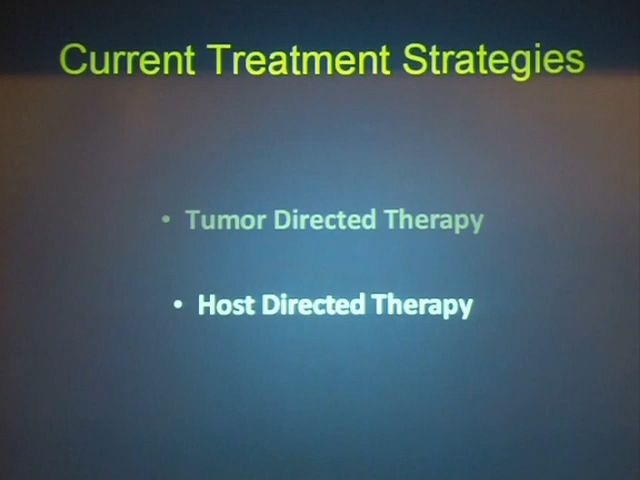 Current Treatment Strategies
• Tumor Directed Therapy
• Host Directed Therapy